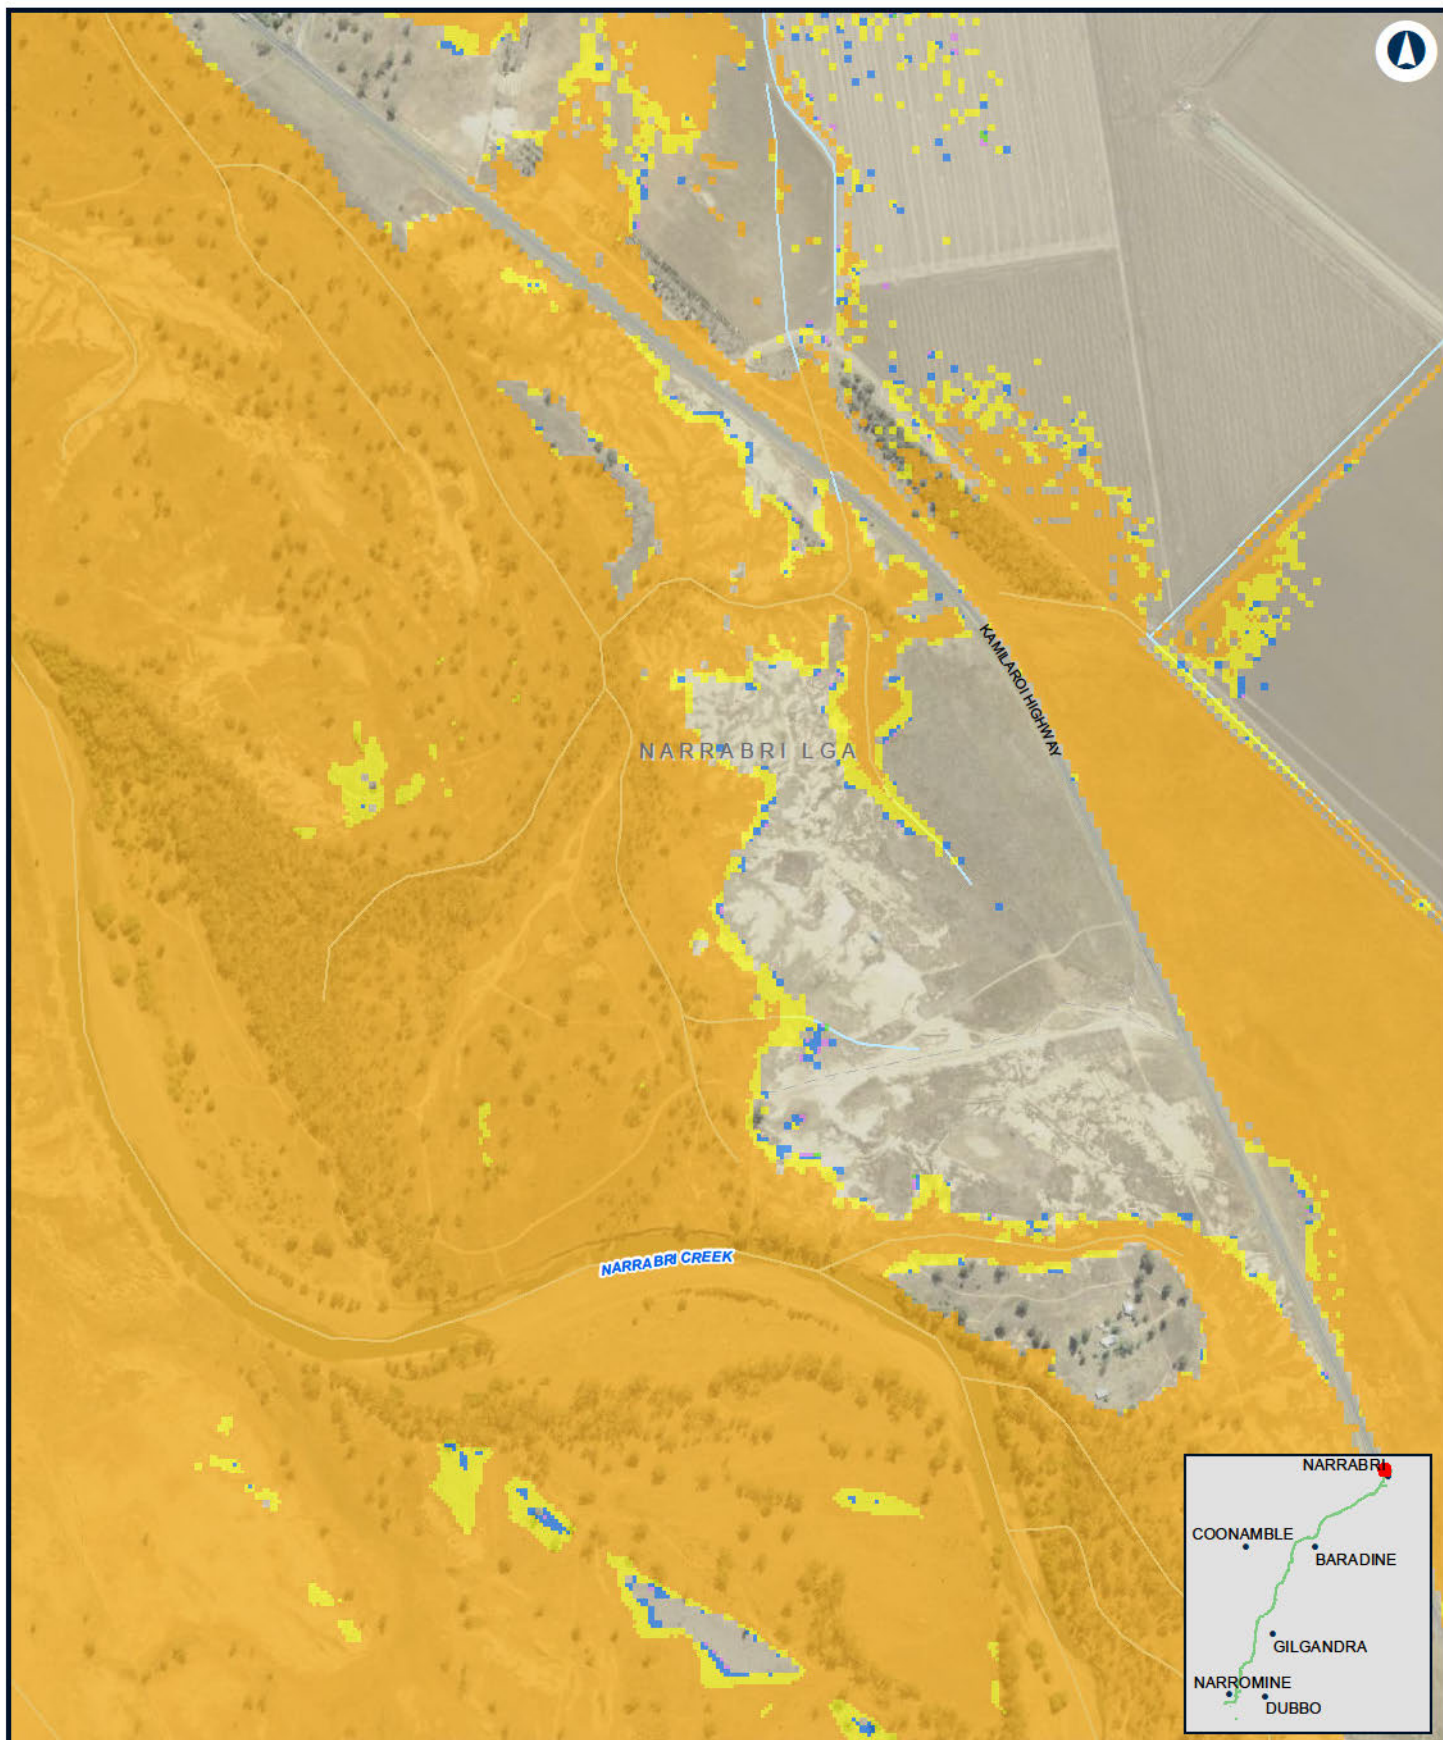 KAMILAROI HIGHWAY
NARRABRI LGA
NARRABRI CREEK
NARRABRI
COONAMBLE
BARADINE
GILGANDRA
NARROMINE
DUBBO